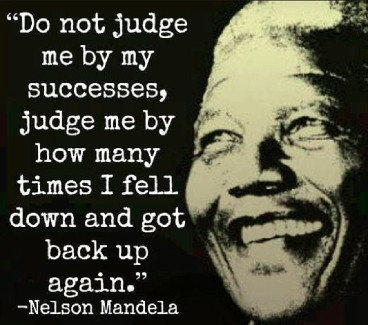 “Do not judge
me by my
successes,
judge me by
how many
times I fell
down and got
back up
again.”
-Nelson Mandela